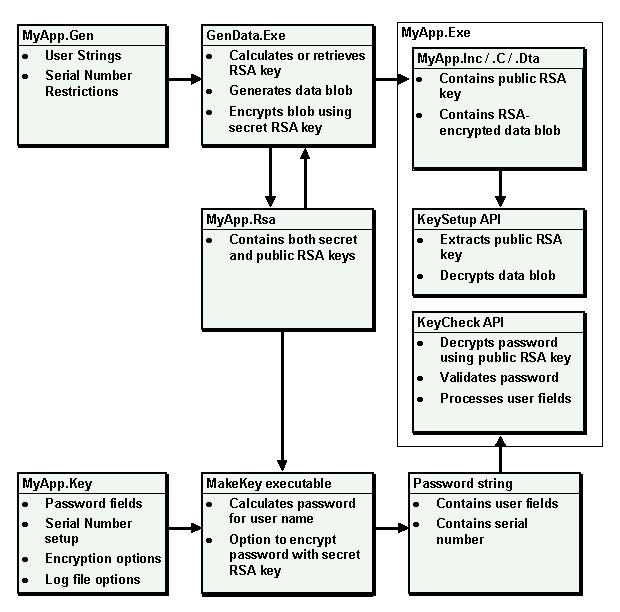 MyApp.Gen
● User Strings
● Serial Number
Restrictions
GenData.Exe
● Calculates or retrieves
RSA key
● Generates data blob
● Encrypts blob using
secret RSA key
MyApp.Exe
MyApp.Inc / .C / .Dta
● Contains public RSA
key
● Contains RSA-
encrypted data blob
MyApp.Rsa
● Contains both secret
and public RSA keys
KeySetup API
● Extracts public RSA
key
● Decrypts data blob
KeyCheck API
● Decrypts password
using public RSA key
● Validates password
● Processes user fields
MyApp.Key
● Password fields
● Serial Number
setup
● Encryption options
● Log file options
MakeKey executable
● Calculates password
for user name
● Option to encrypt
password with secret
RSA key
Password string
● Contains user fields
● Contains serial
number